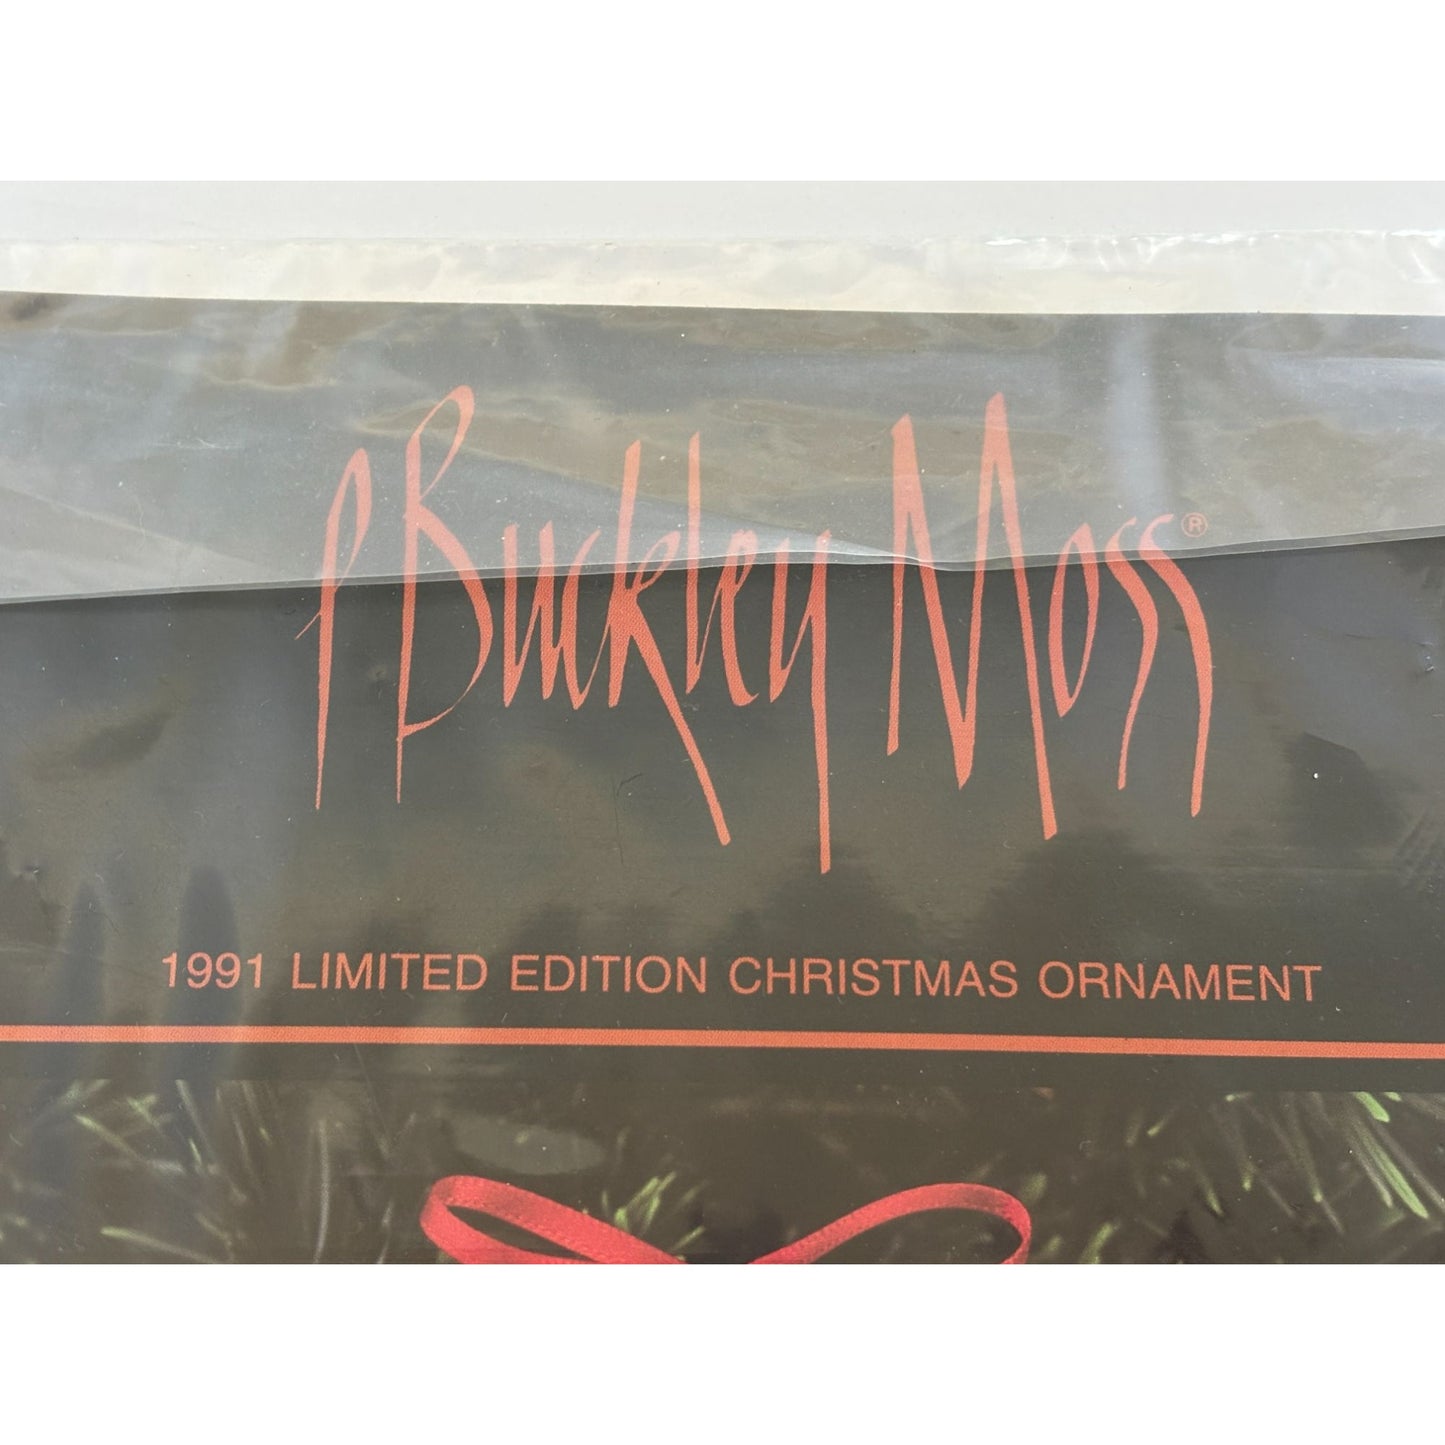 P Buckley Moss®
1991 LIMITED EDITION CHRISTMAS ORNAMENT